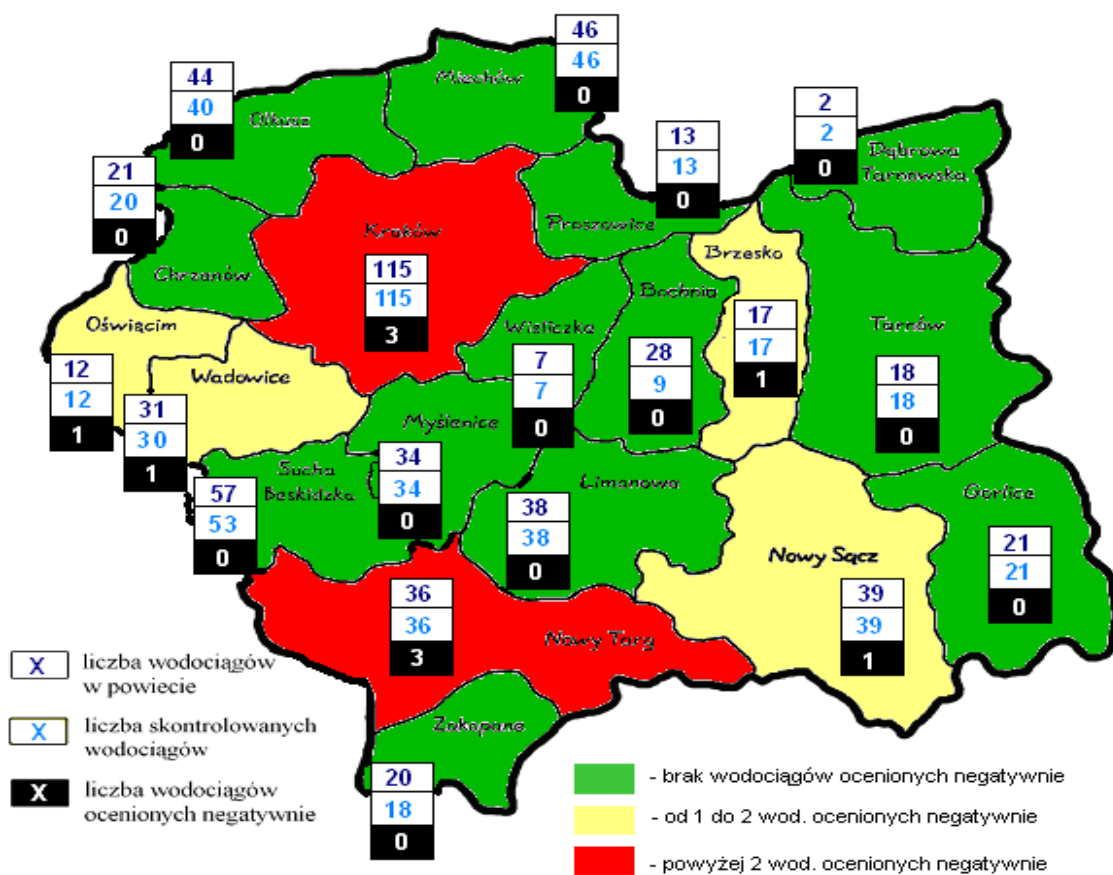 46
46
0
Miechów
44
40
0
Olkusz
2
2
0
Dąbrowa
Tarnowska
13
13
0
Proszowice
21
20
0
Chrzanów
Kraków
115
115
3
Brzesko
17
17
1
Bochnia
28
9
0
Wieliczka
7
7
0
Tarnów
18
18
0
Oświęcim
12
12
1
Wadowice
31
30
1
Myślenice
34
34
0
Sucha
Beskidzka
57
53
0
Limanowa
38
38
0
Gorlice
21
21
0
Nowy Sącz
39
39
1
36
36
3
Nowy Targ
Zakopane
20
18
0
X liczba wodociągów
w powiecie
X liczba skontrolowanych
wodociągów
X liczba wodociągów
ocenionych negatywnie
- brak wodociągów ocenionych negatywnie
- od 1 do 2 wod. ocenionych negatywnie
- powyżej 2 wod. ocenionych negatywnie